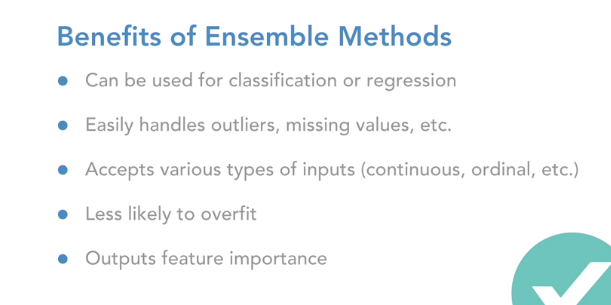 Benefits of Ensemble Methods
Can be used for classification or regression
Easily handles outliers, missing values, etc.
Accepts various types of inputs (continuous, ordinal, etc.)
Less likely to overfit
Outputs feature importance